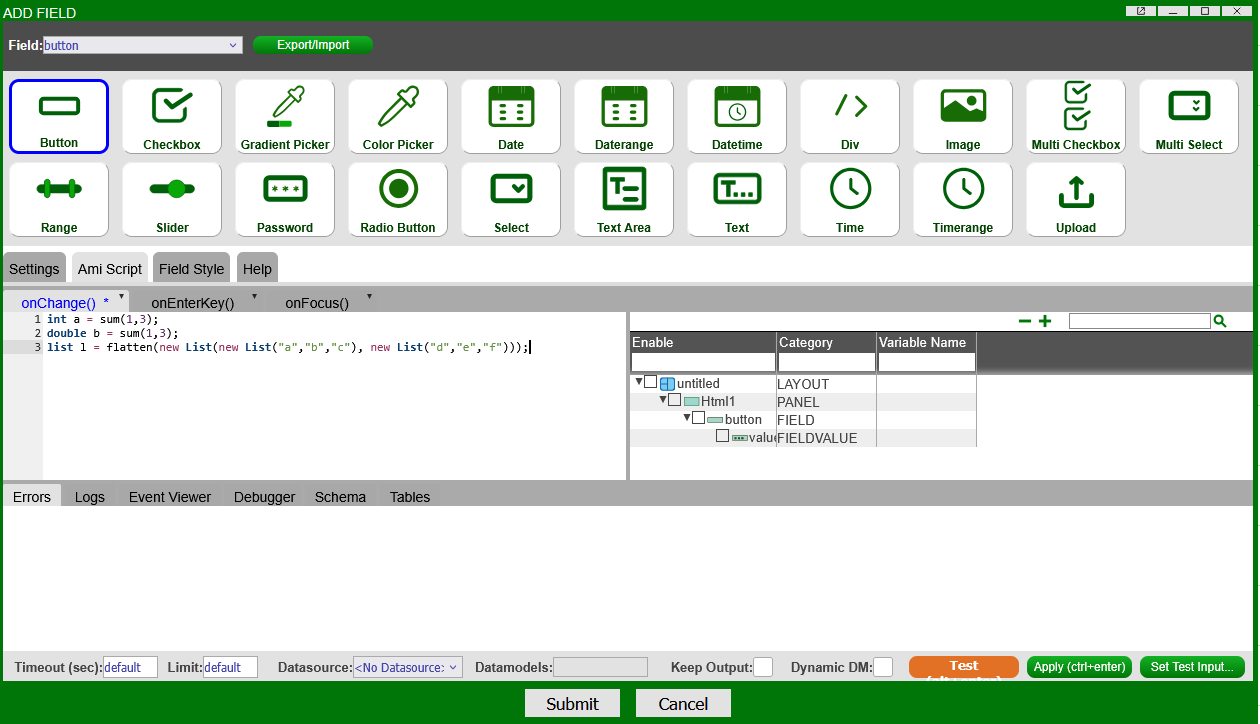 ADD FIELD
Field: button Export/Import
Button Checkbox Gradient Picker Color Picker Date Daterange Datetime Div Image Multi Checkbox Multi Select
Range Slider Password Radio Button Select Text Area Text Time Timerange Upload
Settings Ami Script Field Style Help
onChange() * onEnterKey() onFocus()
1 int a = sum(1,3);
2 double b = sum(1,3);
3 list l = flatten(new List(new List("a","b","c"), new List("d","e","f")));
Enable Category Variable Name
untitled LAYOUT
Html1 PANEL
button FIELD
value FIELDVALUE
Errors Logs Event Viewer Debugger Schema Tables
Timeout (sec): default Limit: default Datasource: <No Datasource> Datamodels: Keep Output: Dynamic DM: Test Apply (ctrl+enter) Set Test Input...
Submit Cancel